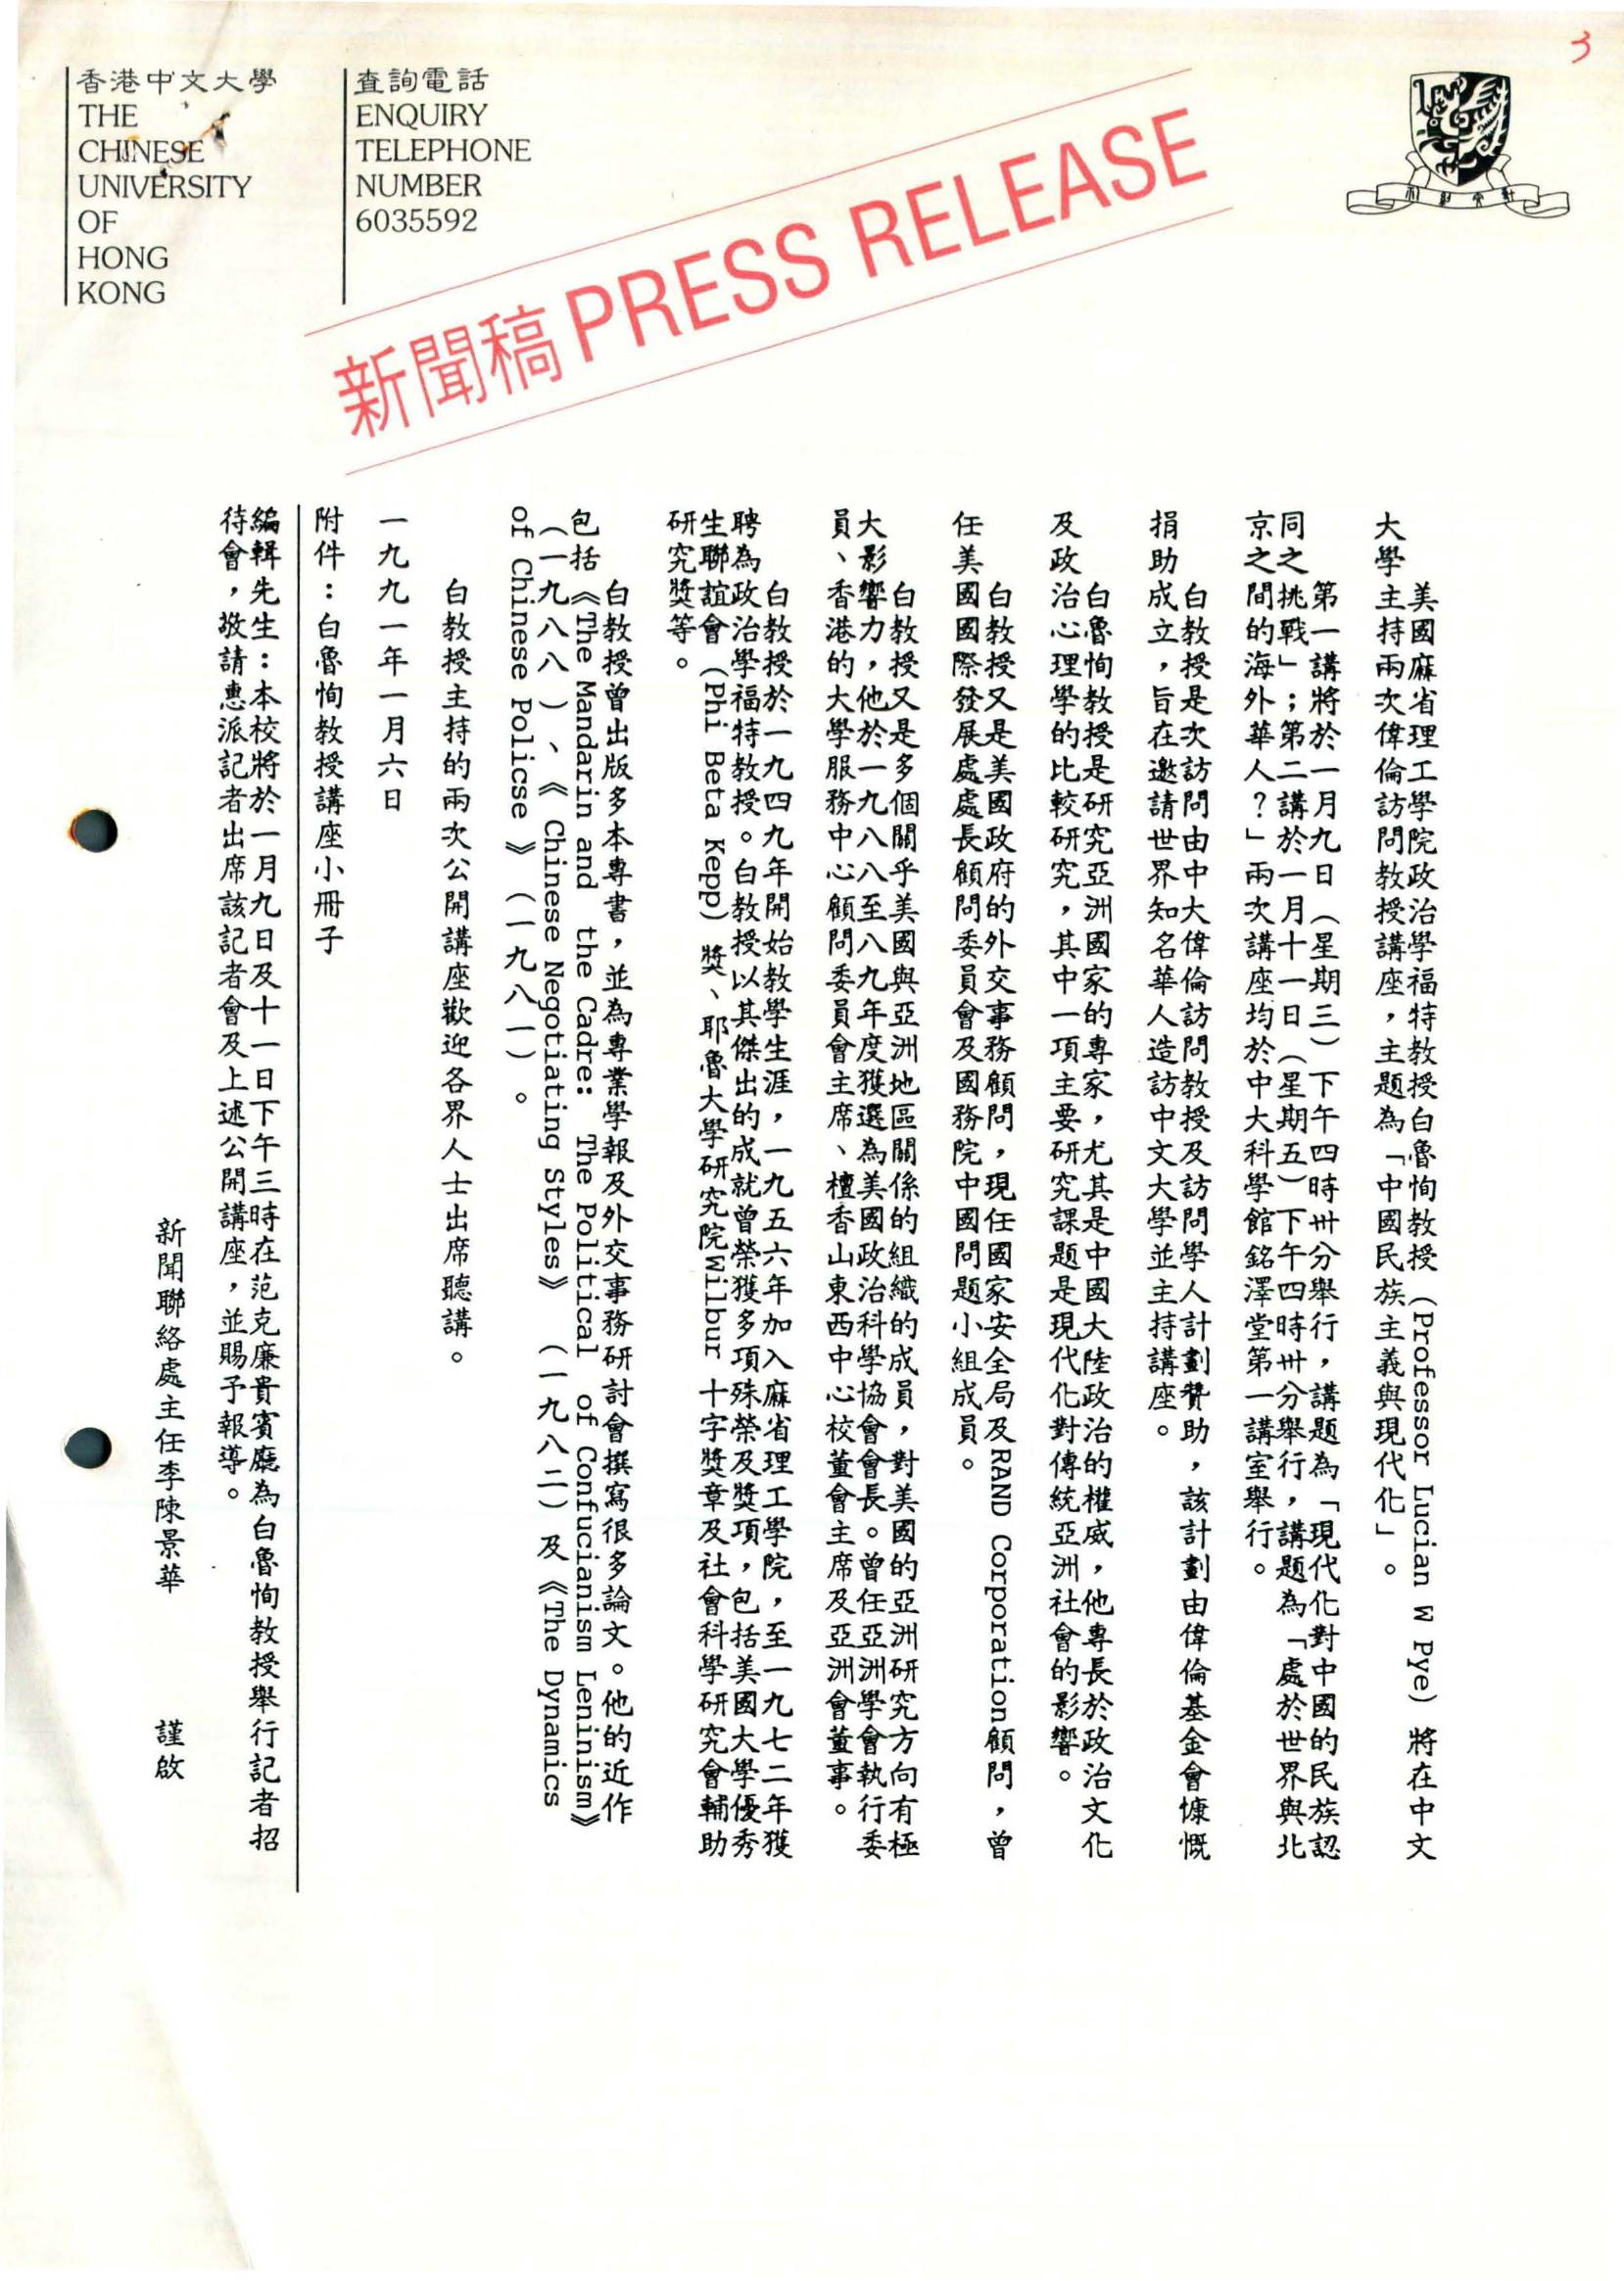 3
香港中文大學
THE
CHINESE
UNIVERSITY
OF
HONG
KONG
查詢電話
ENQUIRY
TELEPHONE
NUMBER
6035592
新聞稿 PRESS RELEASE
美國麻省理工學院政治學福特教授白魯恂教授（Professor Lucian W Pye）將在中文
大學主持兩次偉倫訪問教授講座，主題為「中國民族主義與現代化」。
第一講將於一月九日（星期三）下午四時卅分舉行，講題為「現代化對中國的民族認
同之挑戰」；第二講於一月十一日（星期五）下午四時卅分舉行，講題為「處於世界與北
京之間的海外華人？」兩次講座均於中大科學館銘澤堂第一講室舉行。
白教授是次訪問由中大偉倫訪問教授及訪問學人計劃贊助，該計劃由偉倫基金會慷慨
捐助成立，旨在邀請世界知名華人造訪中文大學並主持講座。
白魯恂教授是研究亞洲國家的專家，尤其是中國大陸政治的權威，他專長於政治文化
及政治心理學的比較研究，其中一項主要研究課題是現代化對傳統亞洲社會的影響。
白教授又是美國政府的外交事務顧問，現任國家安全局及RAND Corporation顧問，曾
任美國國際發展處處長顧問委員會及國務院中國問題小組成員。
白教授又是多個關乎美國與亞洲地區關係的組織的成員，對美國的亞洲研究方向有極
大影響力，他於一九八八至八九年度獲選為美國政治科學協會會長。曾任亞洲學會執行委
員、香港的大學服務中心顧問委員會主席、檀香山東西中心校董會主席及亞洲會董事。
白教授於一九四九年開始教學生涯，一九五六年加入麻省理工學院，至一九七二年獲
聘為政治學福特教授。白教授以其傑出的成就曾榮獲多項殊榮及獎項，包括美國大學優秀
生聯誼會（Phi Beta Kepp）獎、耶魯大學研究院Wilbur 十字獎章及社會科學研究會輔助
研究獎等。
白教授曾出版多本專書，並為專業學報及外交事務研討會撰寫很多論文。他的近作
包括《The Mandarin and the Cadre: The Political of Confucianism Leninism》
（一九八八）、《Chinese Negotiating Styles》（一九八二）及《The Dynamics
of Chinese Policse》（一九八一）。
白教授主持的兩次公開講座歡迎各界人士出席聽講。
一九九一年一月六日
附件：白魯恂教授講座小冊子
編輯先生：本校將於一月九日及十一日下午三時在范克廉貴賓廳為白魯恂教授舉行記者招
待會，敬請惠派記者出席該記者會及上述公開講座，並賜予報導。
新聞聯絡處主任李陳景華 謹啟